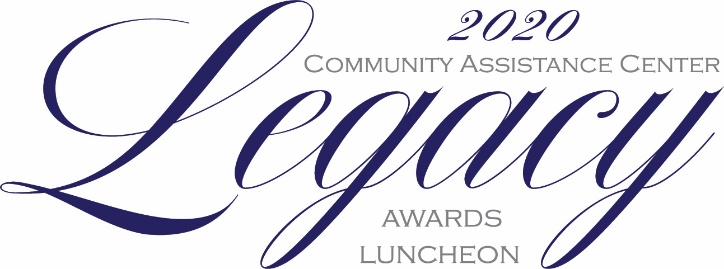 2020
Community Assistance Center
Legacy
AWARDS
LUNCHEON